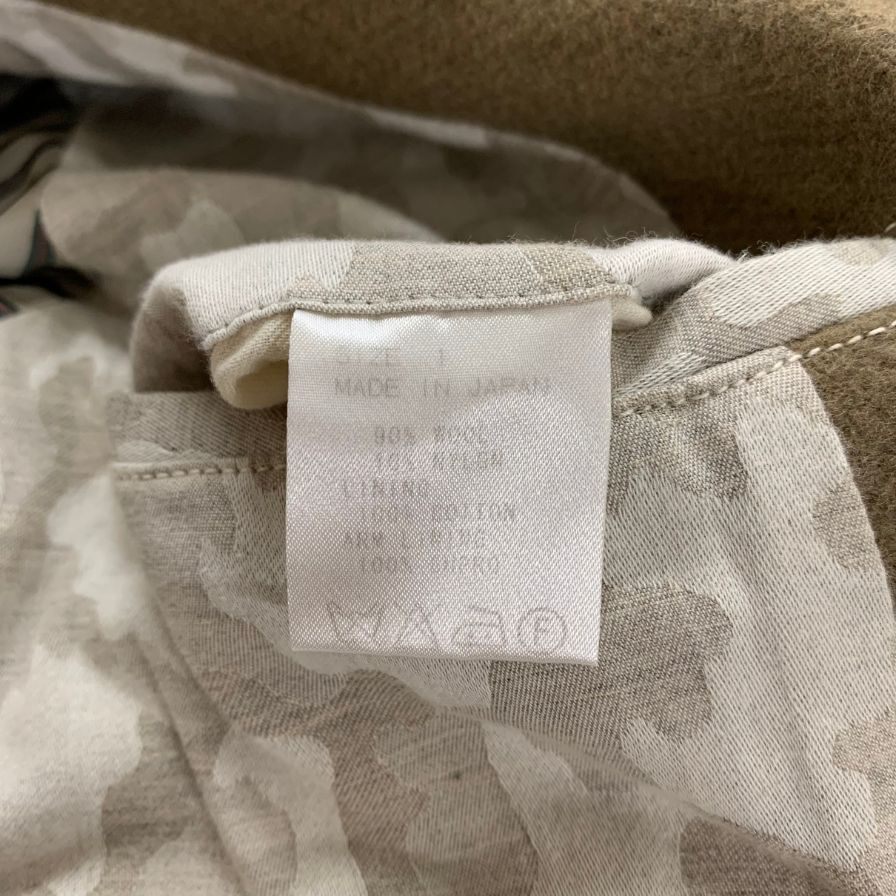 SIZE 1
MADE IN JAPAN
90% WOOL
10% NYLON
LINING
100% COTTON
ARM LINING
100% CUPRO
F